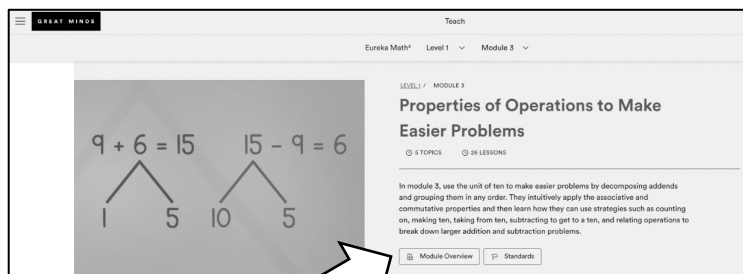 GREAT MINDS
Teach
Eureka Math² Level 1 Module 3
LEVEL 1 / MODULE 3
Properties of Operations to Make
Easier Problems
5 TOPICS 26 LESSONS
9 + 6 = 15 15 - 9 = 6
1 5 10 5
In module 3, use the unit of ten to make easier problems by decomposing addends
and grouping them in any order. They intuitively apply the associative and
commutative properties and then learn how they can use strategies such as counting
on, making ten, taking from ten, subtracting to get to a ten, and relating operations to
break down larger addition and subtraction problems.
Module Overview Standards